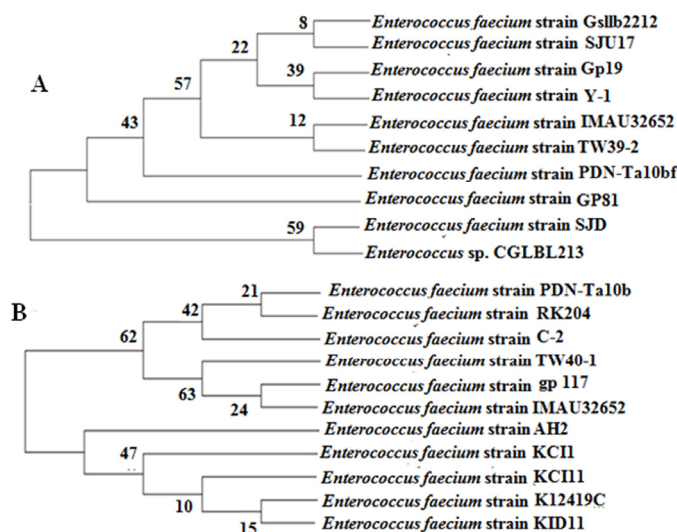 8
Enterococcus faecium strain Gsllb2212
Enterococcus faecium strain SJU17
22
39
Enterococcus faecium strain Gp19
A
57
Enterococcus faecium strain Y-1
43
12
Enterococcus faecium strain IMAU32652
Enterococcus faecium strain TW39-2
Enterococcus faecium strain PDN-Ta10bf
Enterococcus faecium strain GP81
59
Enterococcus faecium strain SJD
Enterococcus sp. CGLBL213
21
Enterococcus faecium strain PDN-Ta10b
B
42
Enterococcus faecium strain RK204
62
Enterococcus faecium strain C-2
Enterococcus faecium strain TW40-1
63
Enterococcus faecium strain gp 117
24
Enterococcus faecium strain IMAU32652
Enterococcus faecium strain AH2
47
Enterococcus faecium strain KCI1
Enterococcus faecium strain KCI11
10
Enterococcus faecium strain K12419C
15
Enterococcus faecium strain KID11